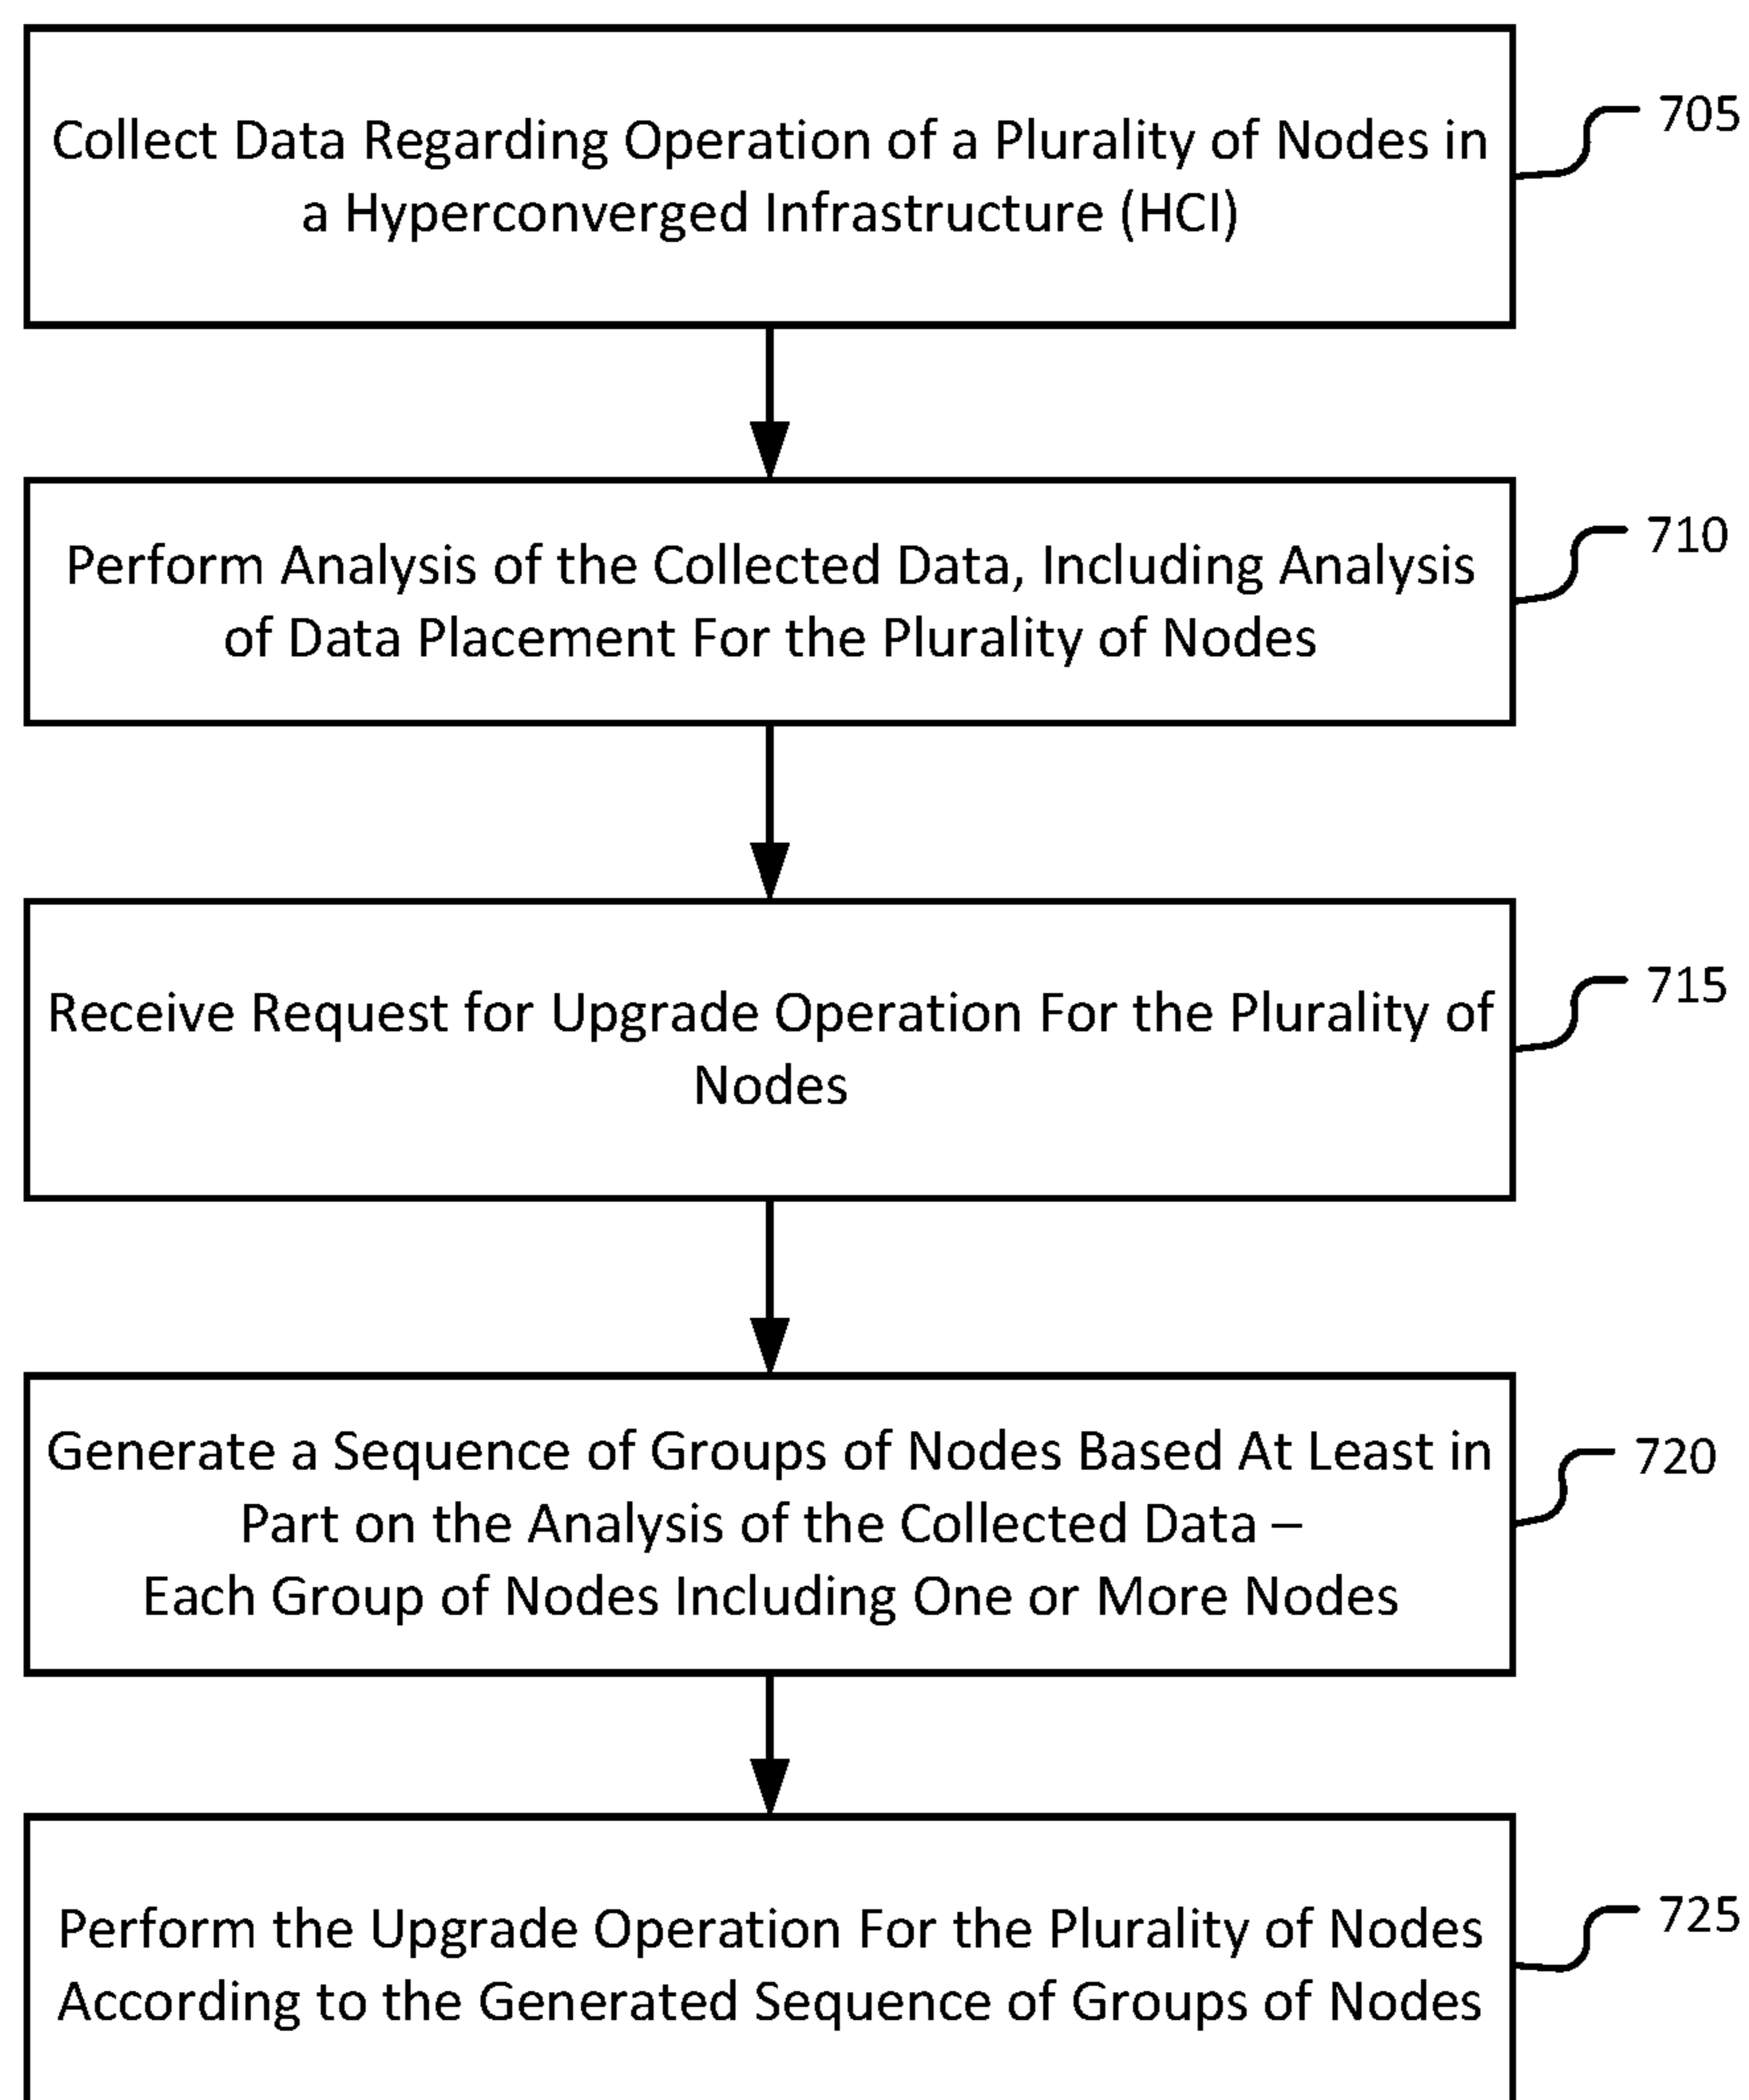 Collect Data Regarding Operation of a Plurality of Nodes in
a Hyperconverged Infrastructure (HCI)
705
Perform Analysis of the Collected Data, Including Analysis
of Data Placement For the Plurality of Nodes
710
Receive Request for Upgrade Operation For the Plurality of
Nodes
715
Generate a Sequence of Groups of Nodes Based At Least in
Part on the Analysis of the Collected Data –
Each Group of Nodes Including One or More Nodes
720
Perform the Upgrade Operation For the Plurality of Nodes
According to the Generated Sequence of Groups of Nodes
725